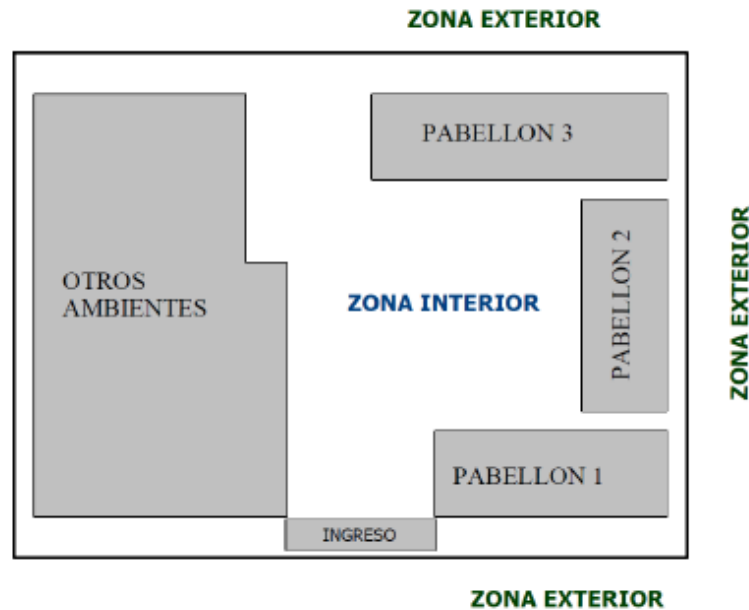 ZONA EXTERIOR
PABELLON 3
PABELLON 2
ZONA EXTERIOR
OTROS
AMBIENTES
ZONA INTERIOR
PABELLON 1
INGRESO
ZONA EXTERIOR